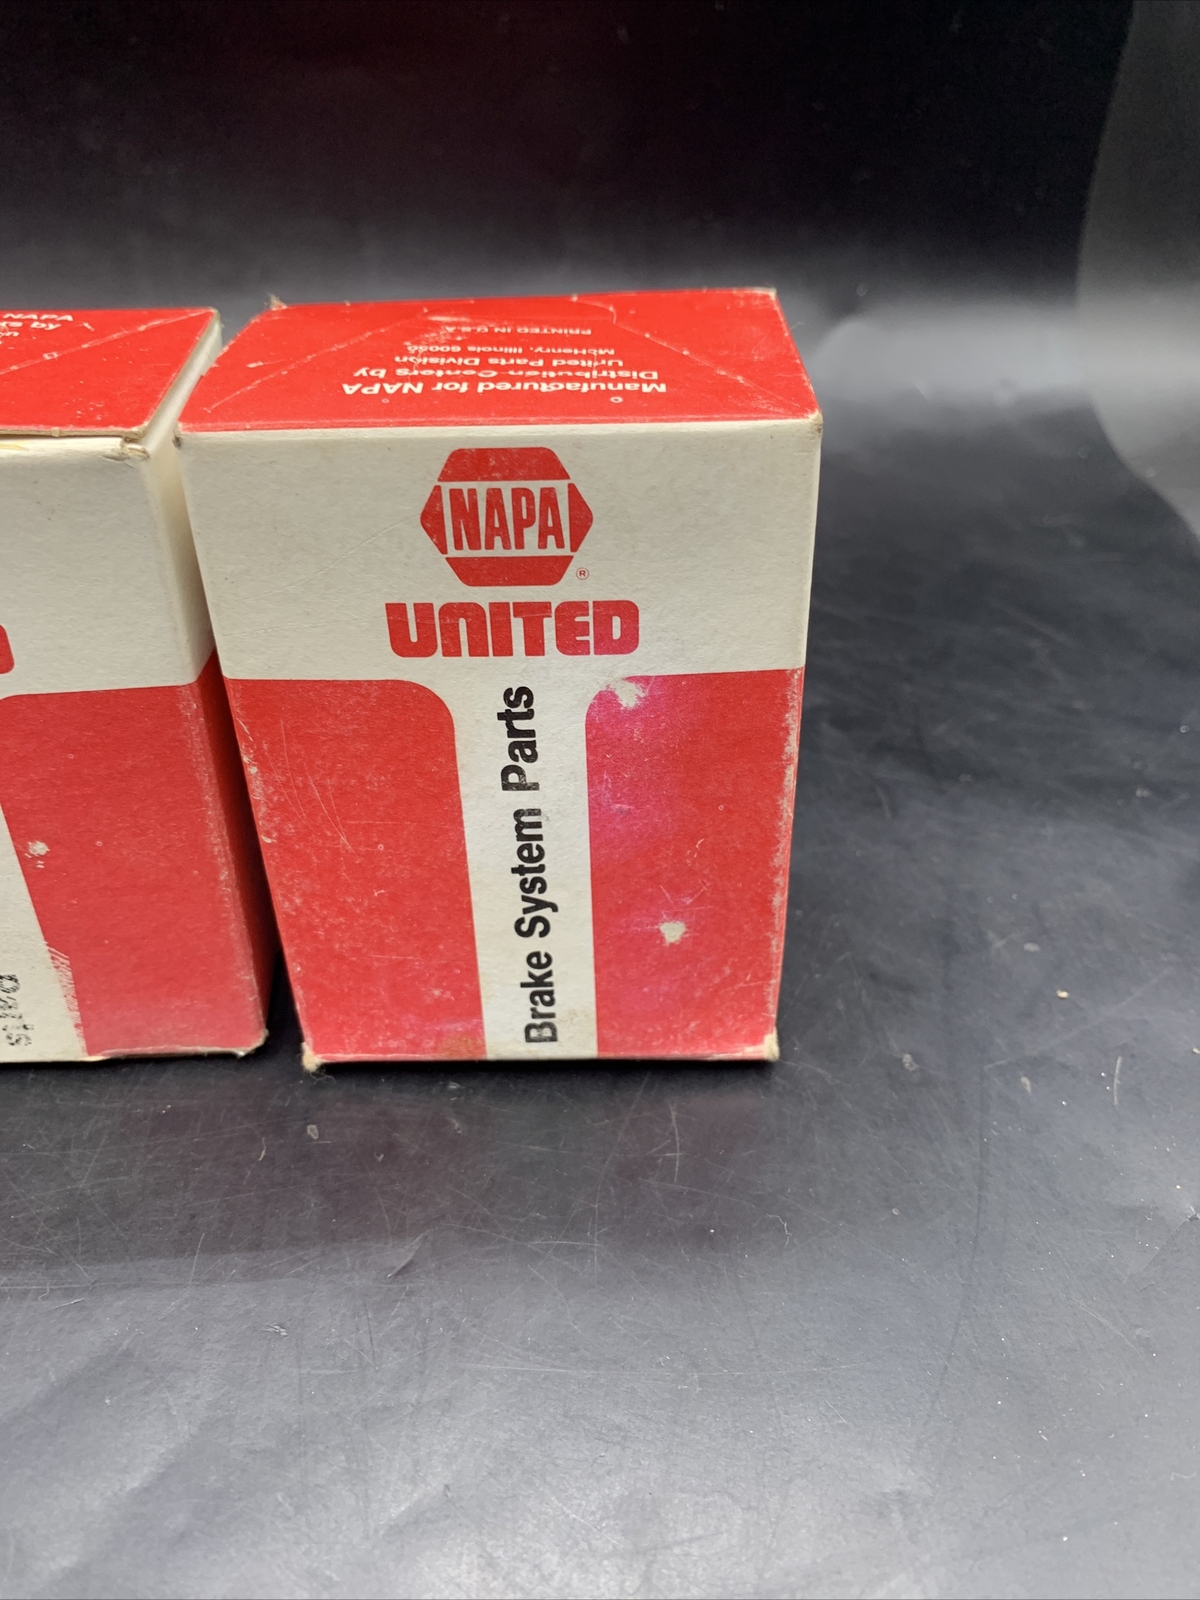 NAPA
Manufactured for NAPA
Distribution Centers by
United Parts Division
McHenry, Illinois 60050
PRINTED IN U.S.A.
NAPA
®
UNITED
Brake System Parts